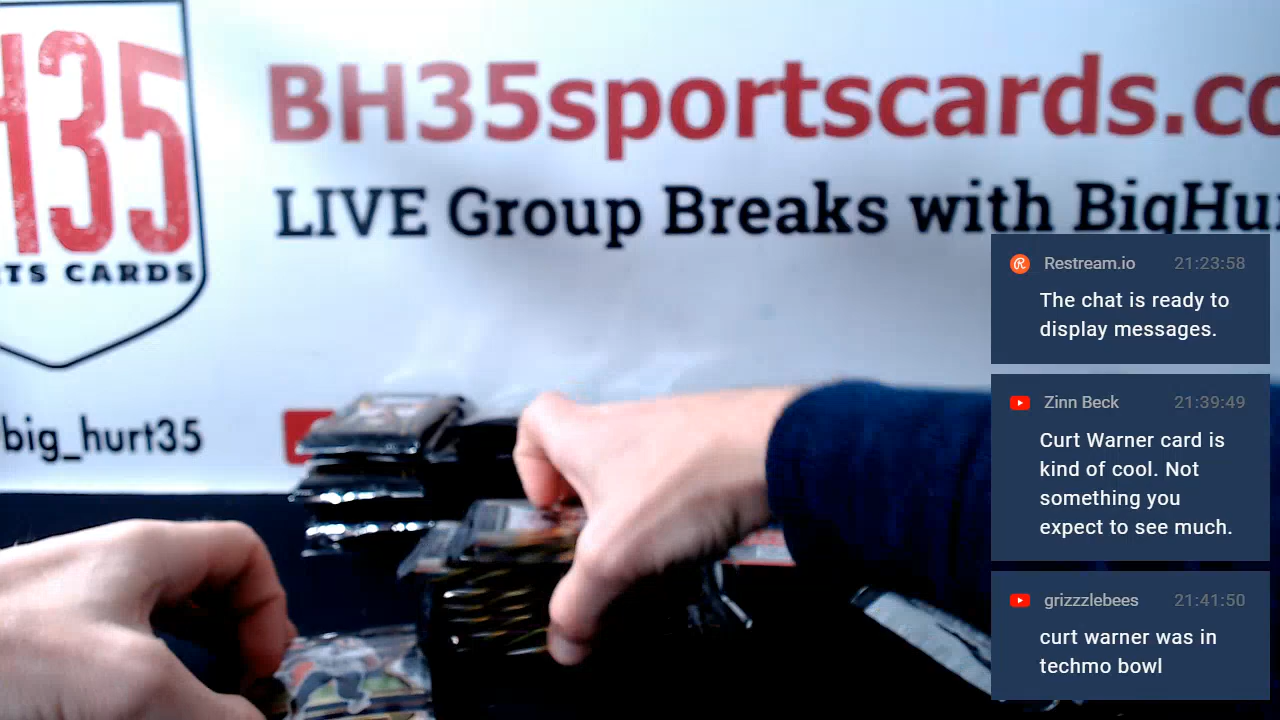 H35
TS CARDS
BH35sportscards.co
LIVE Group Breaks with BigHu
big_hurt35
Restream.io 21:23:58
The chat is ready to
display messages.
Zinn Beck 21:39:49
Curt Warner card is
kind of cool. Not
something you
expect to see much.
grizzzlebees 21:41:50
curt warner was in
techmo bowl